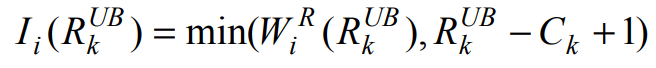 I_i(R_k^{UB}) = min(W_i^R(R_k^{UB}), R_k^{UB} − C_k + 1)